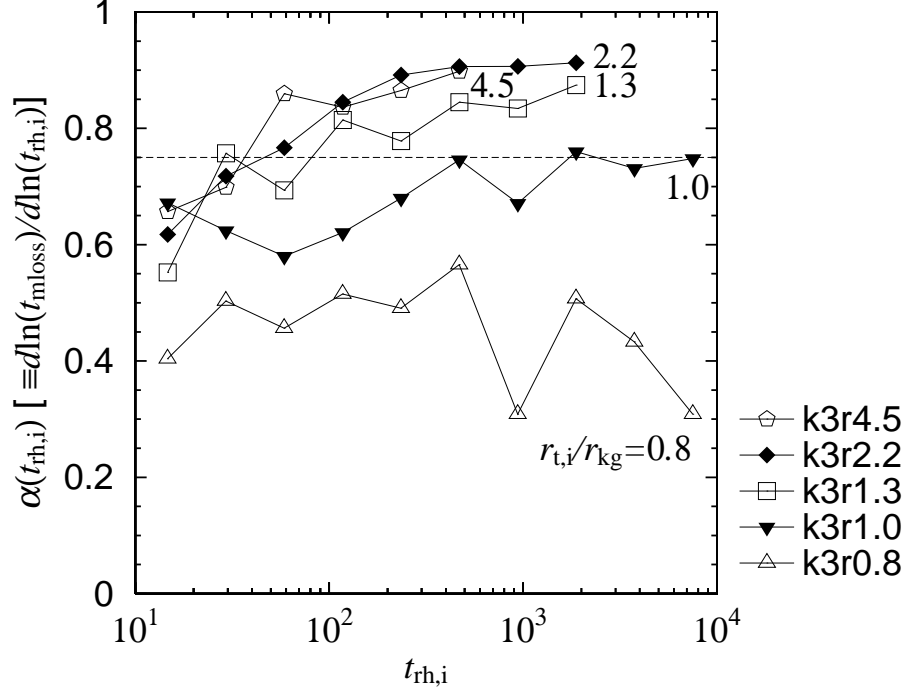 1
0.8
0.6
0.4
0.2
0
α(t_rh,i) [ ≡dln(t_mloss)/dln(t_rh,i)]
2.2
4.5
1.3
1.0
r_t,i/r_kg=0.8
10^1
10^2
10^3
10^4
t_rh,i
k3r4.5
k3r2.2
k3r1.3
k3r1.0
k3r0.8